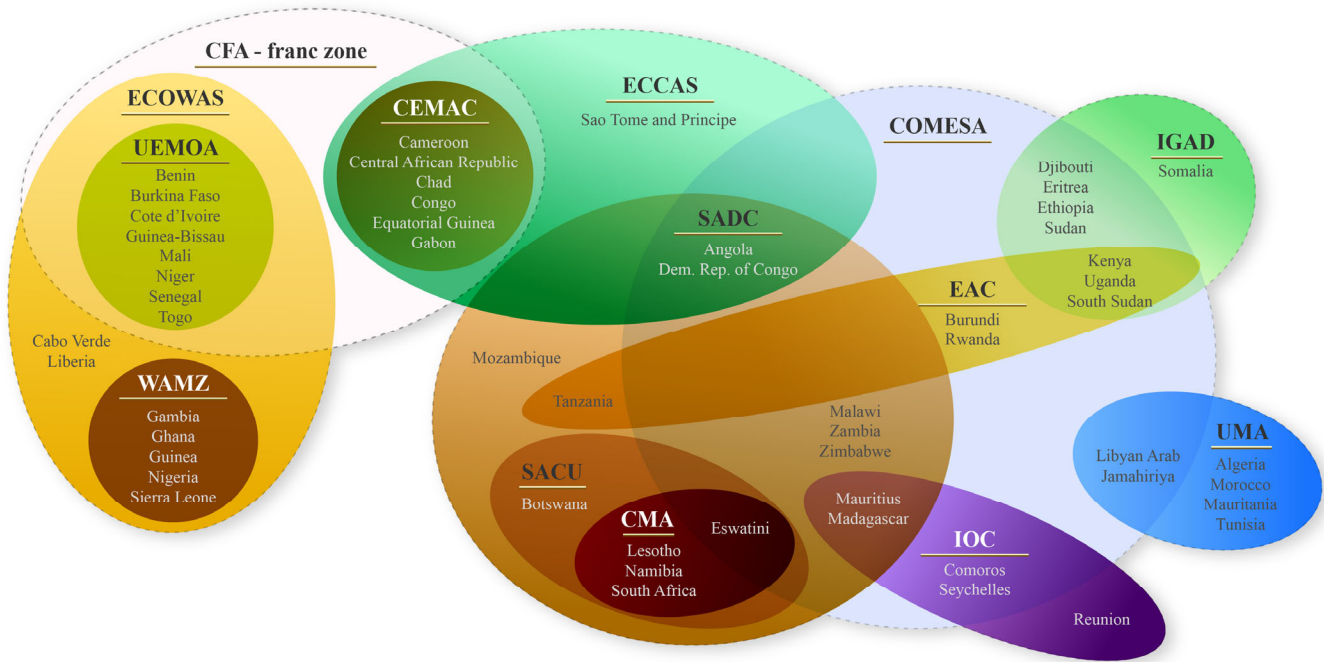 CFA - franc zone
ECOWAS
UEMOA
Benin
Burkina Faso
Cote d’Ivoire
Guinea-Bissau
Mali
Niger
Senegal
Togo
Cabo Verde
Liberia
WAMZ
Gambia
Ghana
Guinea
Nigeria
Sierra Leone
CEMAC
Cameroon
Central African Republic
Chad
Congo
Equatorial Guinea
Gabon
ECCAS
Sao Tome and Principe
SADC
Angola
Dem. Rep. of Congo
COMESA
IGAD
Somalia
Djibouti
Eritrea
Ethiopia
Sudan
Kenya
Uganda
South Sudan
EAC
Burundi
Rwanda
Mozambique
Tanzania
Malawi
Zambia
Zimbabwe
SACU
Botswana
CMA
Eswatini
Lesotho
Namibia
South Africa
Mauritius
Madagascar
IOC
Comoros
Seychelles
Reunion
UMA
Libyan Arab
Jamahiriya
Algeria
Morocco
Mauritania
Tunisia